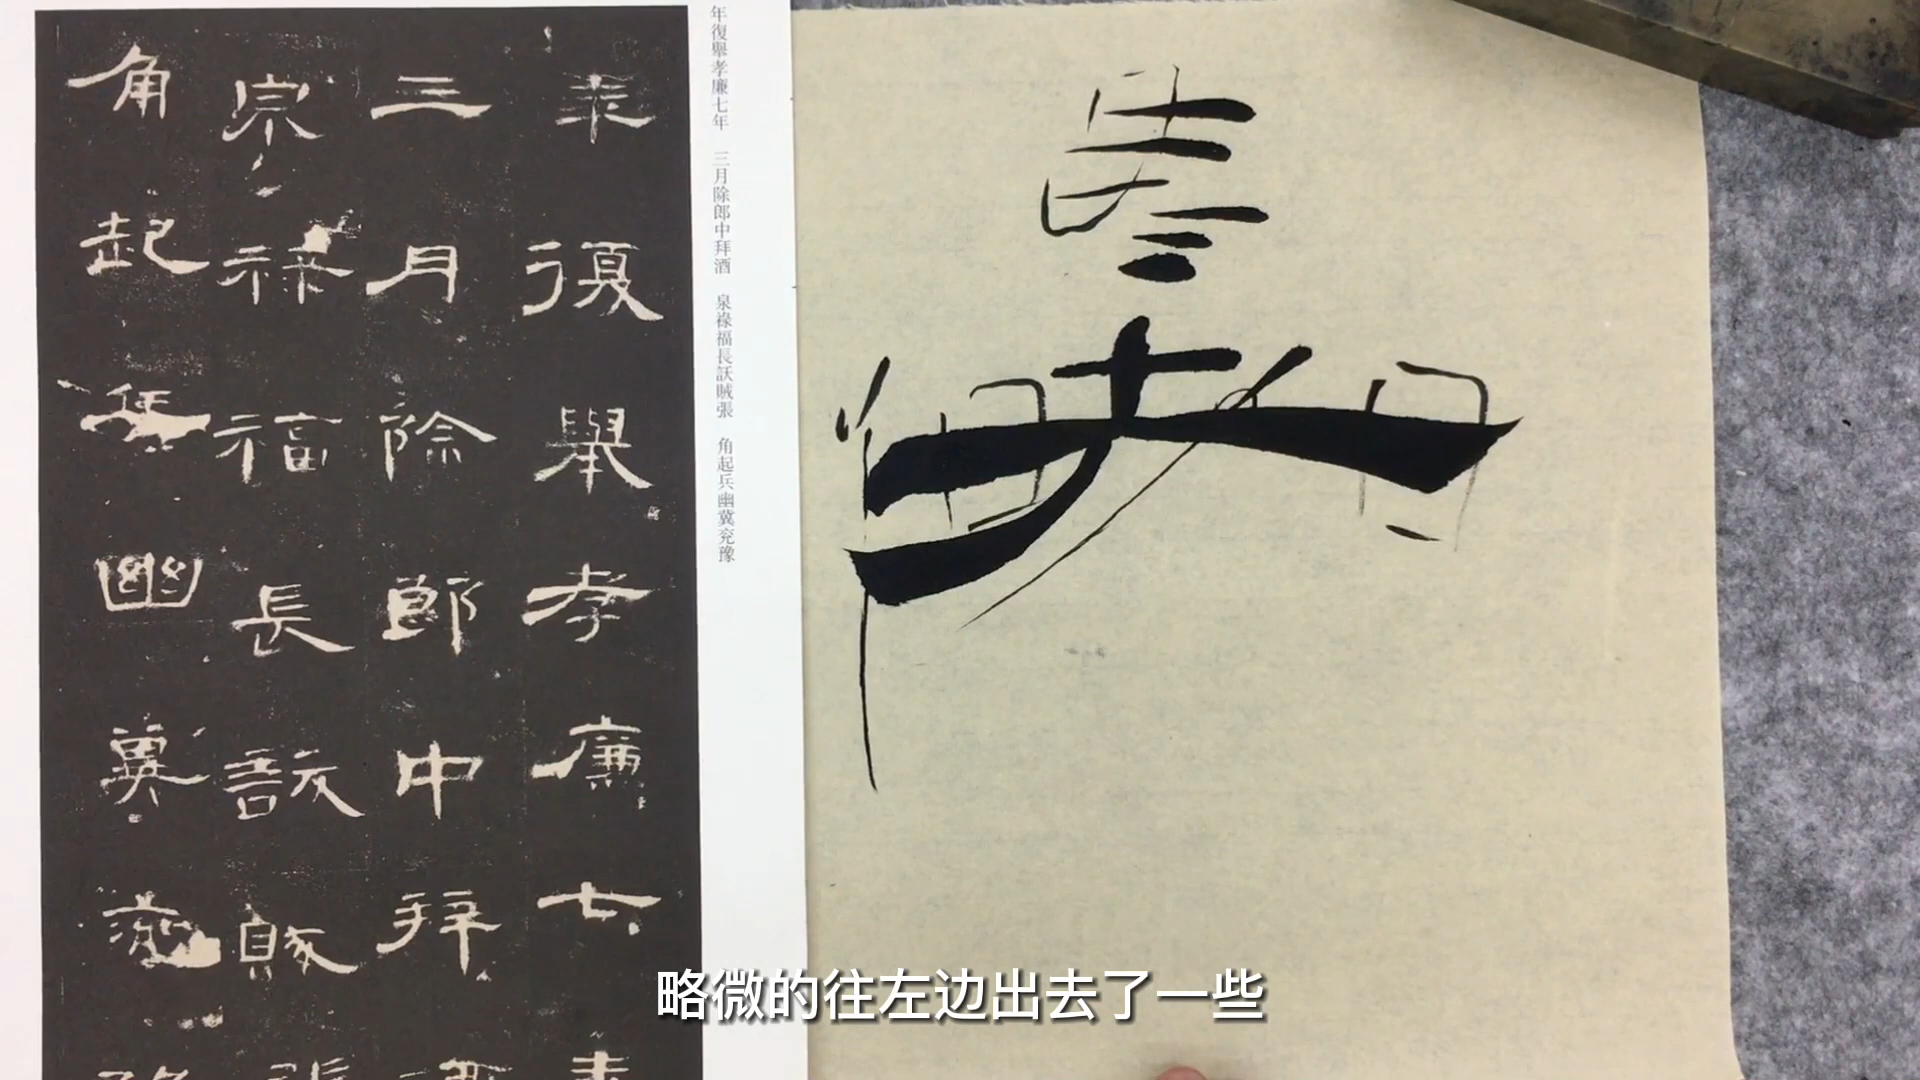 年復舉孝廉七年 三月除郎中拜酒 泉祿福長訞賊張 角起兵幽冀兖豫
年復舉孝廉七
三月除郎中拜
泉祿福長訞賊
角起兵幽冀兖
略微的往左边出去了一些